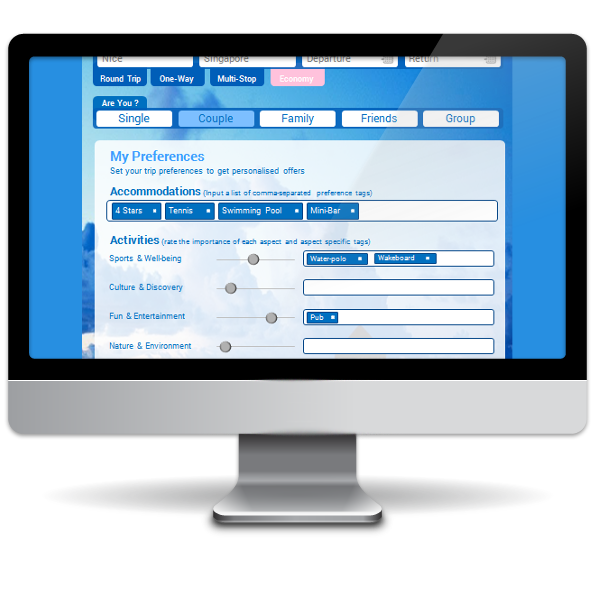 Nice Singapore Departure Return
Round Trip One-Way Multi-Stop Economy
Are You ?
Single Couple Family Friends Group
My Preferences
Set your trip preferences to get personalised offers
Accommodations (Input a list of comma-separated preference tags)
4 Stars Tennis Swimming Pool Mini-Bar
Activities (rate the importance of each aspect and aspect specific tags)
Sports & Well-being Water-polo Wakeboard
Culture & Discovery
Fun & Entertainment Pub
Nature & Environment